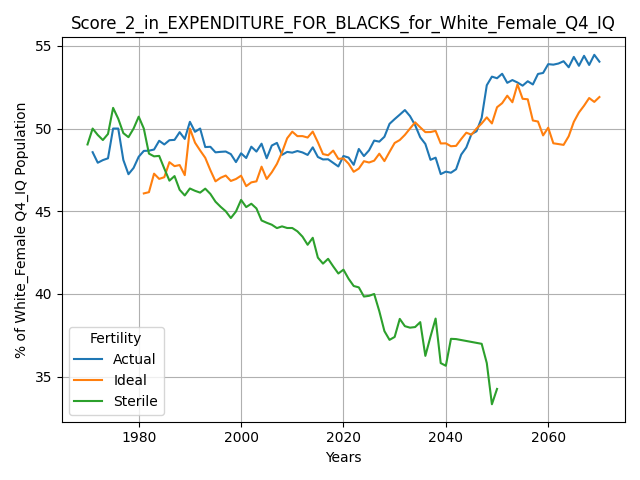 Score_2_in_EXPENDITURE_FOR_BLACKS_for_White_Female_Q4_IQ
% of White_Female Q4_IQ Population
55
50
45
40
35
Fertility
Actual
Ideal
Sterile
1980
2000
2020
2040
2060
Years